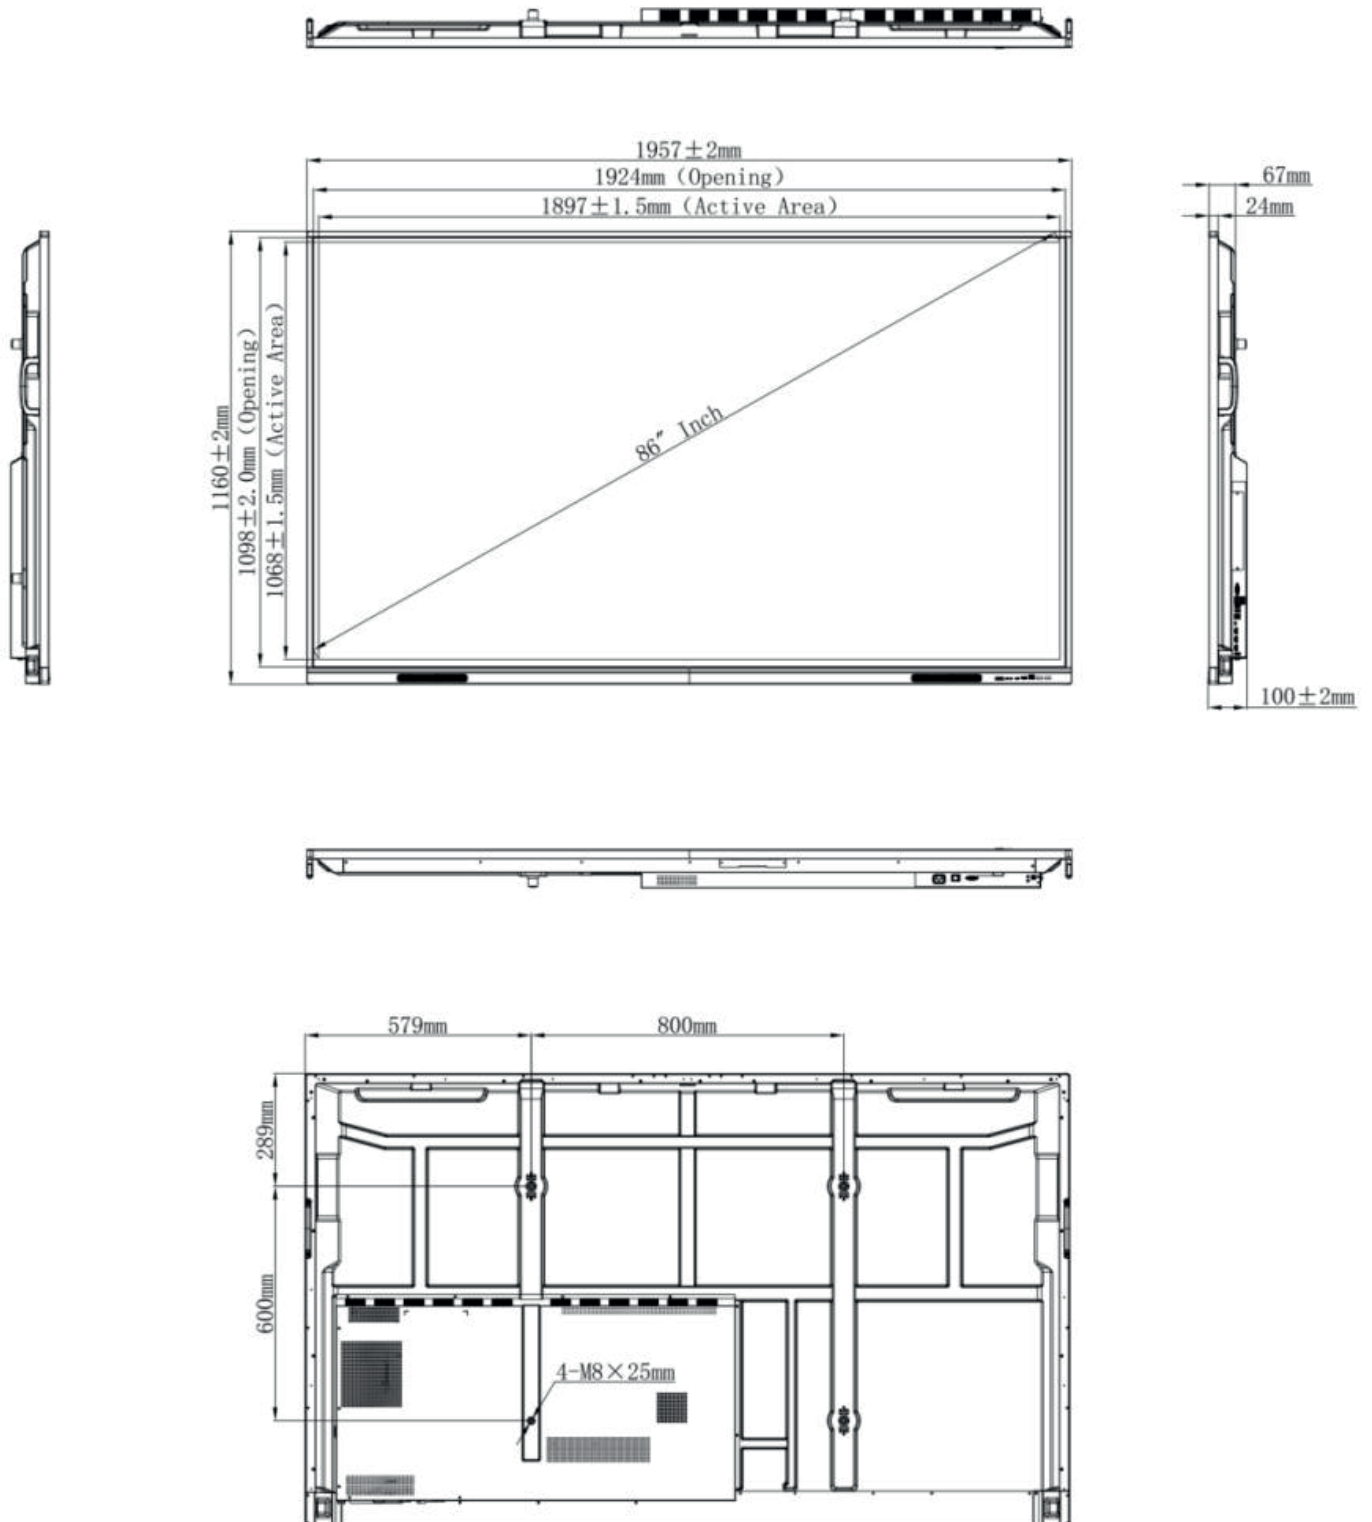 1957±2mm
1924mm (Opening)
1897±1.5mm (Active Area)
67mm
24mm
1160±2mm
1098±2.0mm (Opening)
1068±1.5mm (Active Area)
86″ Inch
100±2mm
579mm
800mm
289mm
600mm
4-M8×25mm